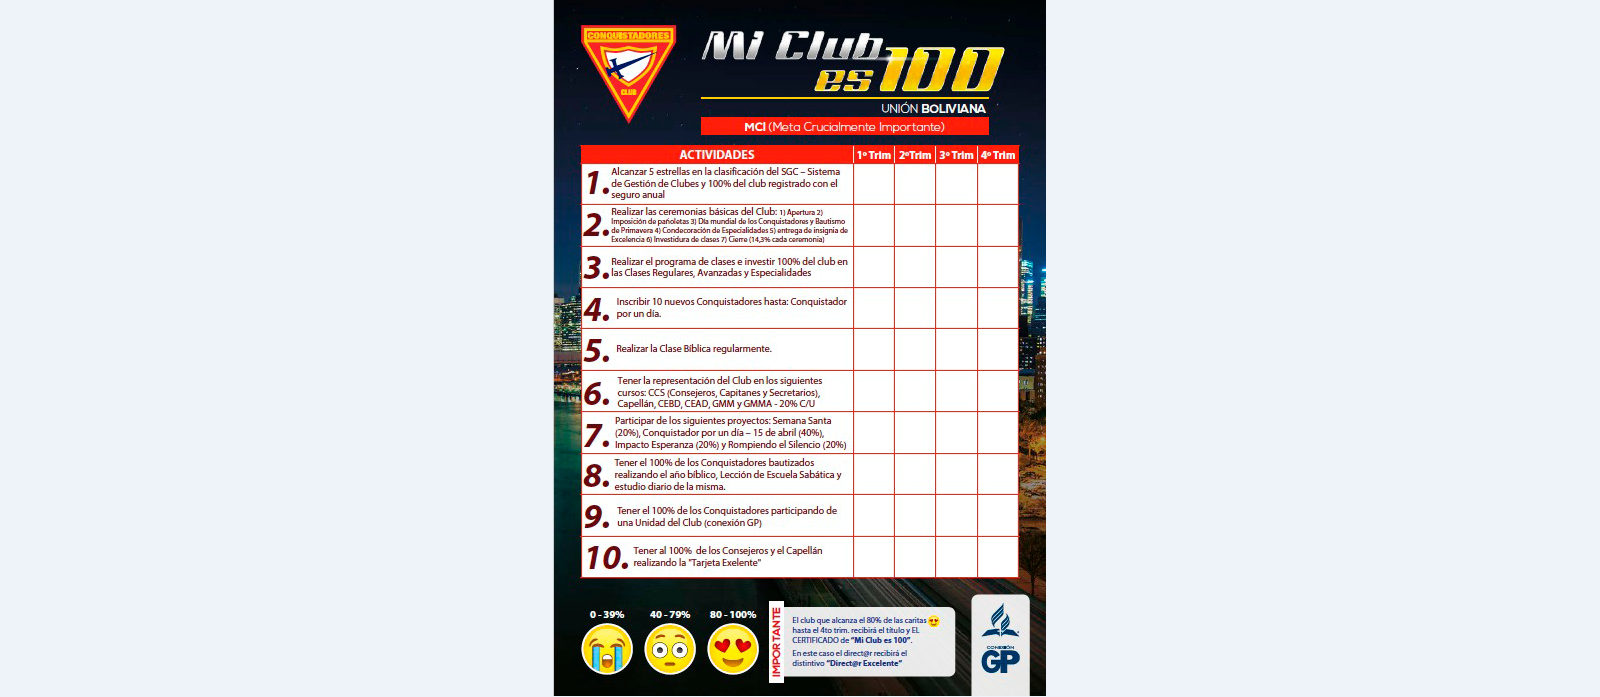 CONQUISTADORES
CLUB
Mi Club
es 100
UNIÓN BOLIVIANA
MCI (Meta Crucialmente Importante)
ACTIVIDADES 1º Trim 2ºTrim 3º Trim 4º Trim
1. Alcanzar 5 estrellas en la clasificación del SGC – Sistema
de Gestión de Clubes y 100% del club registrado con el
seguro anual
2. Realizar las ceremonias básicas del Club: 1) Apertura 2)
Imposición de pañoletas 3) Día mundial de los Conquistadores y Bautismo
de Primavera 4) Condecoración de Especialidades 5) entrega de insignia de
Excelencia 6) Investidura de clases 7) Cierre (14,3% cada ceremonia)
3. Realizar el programa de clases e investir 100% del club en
las Clases Regulares, Avanzadas y Especialidades
4. Inscribir 10 nuevos Conquistadores hasta: Conquistador
por un día.
5. Realizar la Clase Bíblica regularmente.
6. Tener la representación del Club en los siguientes
cursos: CCS (Consejeros, Capitanes y Secretarios),
Capellán, CEBD, CEAD, GMM y GMMA - 20% C/U
7. Participar de los siguientes proyectos: Semana Santa
(20%), Conquistador por un día – 15 de abril (40%),
Impacto Esperanza (20%) y Rompiendo el Silencio (20%)
8. Tener el 100% de los Conquistadores bautizados
realizando el año bíblico, Lección de Escuela Sabática y
estudio diario de la misma.
9. Tener el 100% de los Conquistadores participando de
una Unidad del Club (conexión GP)
10. Tener al 100% de los Consejeros y el Capellán
realizando la "Tarjeta Exelente"
0 - 39% 40 - 79% 80 - 100%
IMPORTANTE
El club que alcanza el 80% de las caritas
hasta el 4to trim. recibirá el título y EL
CERTIFICADO de “Mi Club es 100”.
En este caso el direct@r recibirá el
distintivo “Direct@r Excelente”
CONEXIÓN
GP